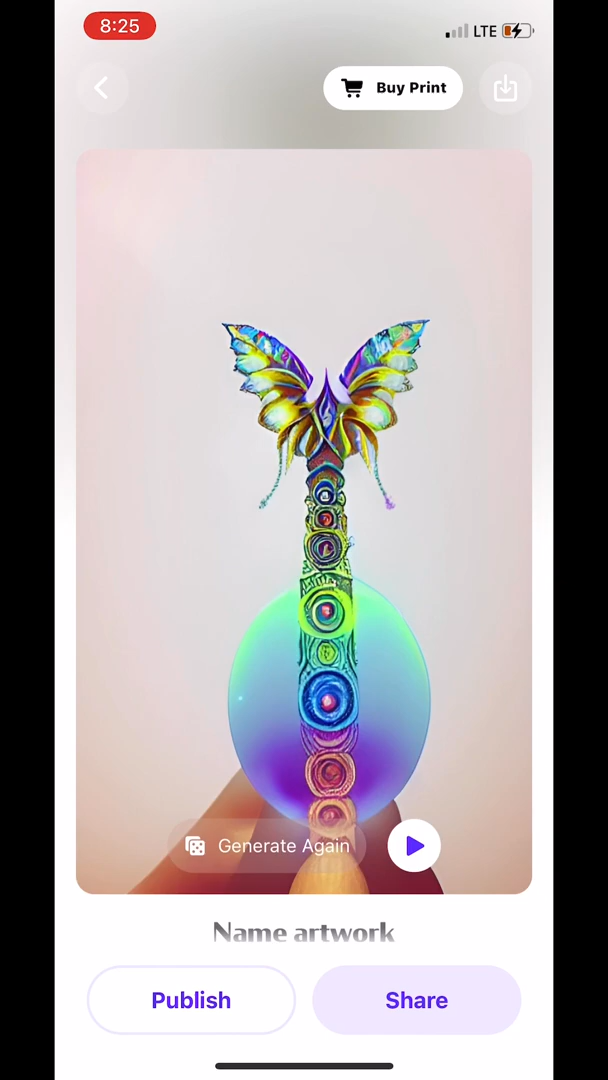 8:25
LTE
Buy Print
Generate Again
Name artwork
Publish
Share